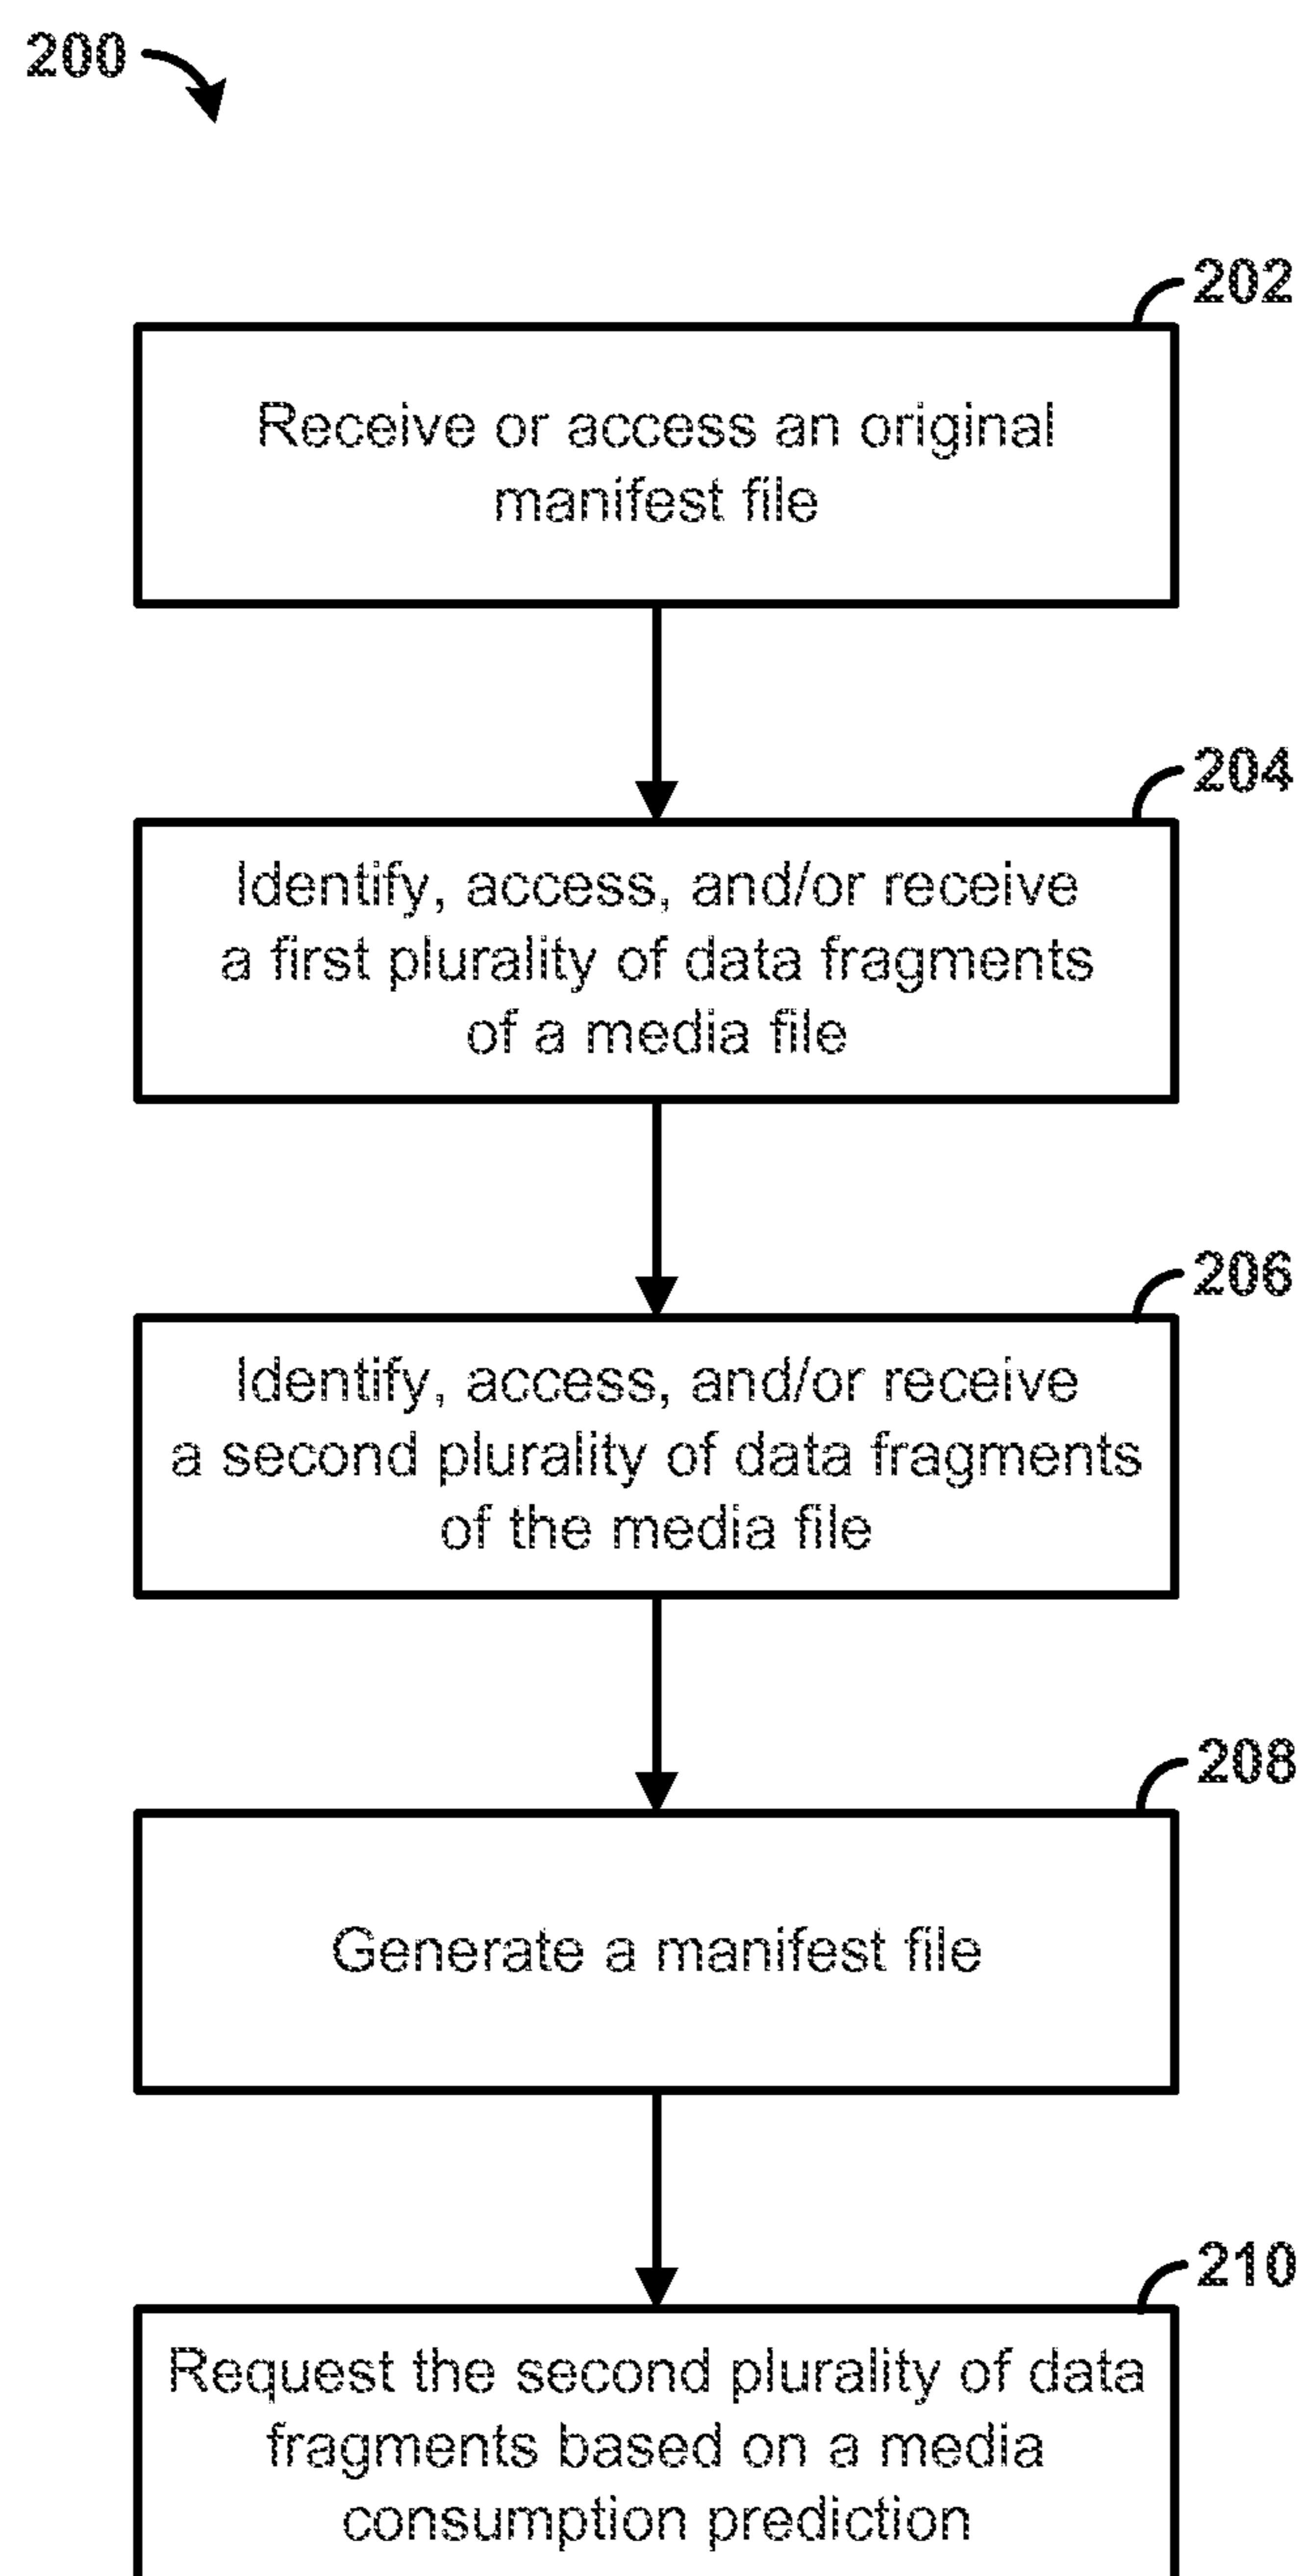 200
202
Receive or access an original
manifest file
204
Identify, access, and/or receive
a first plurality of data fragments
of a media file
206
Identify, access, and/or receive
a second plurality of data fragments
of the media file
208
Generate a manifest file
210
Request the second plurality of data
fragments based on a media
consumption prediction